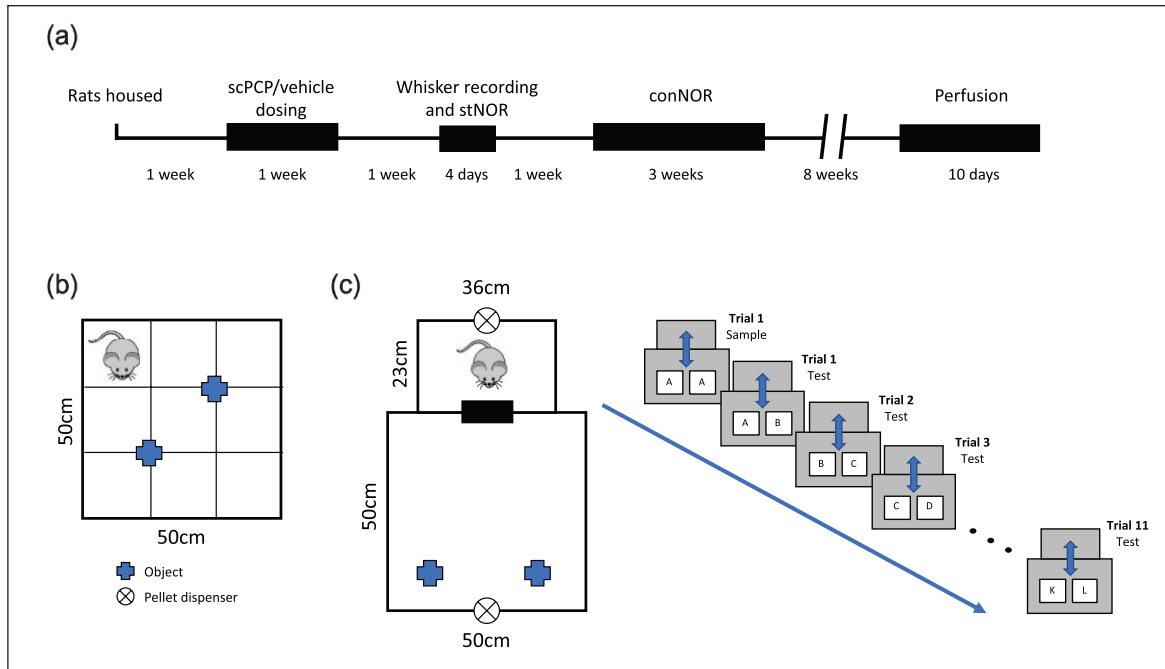 (a)
Rats housed
scPCP/vehicle
dosing
Whisker recording
and stNOR
conNOR
Perfusion
1 week
1 week
1 week
4 days
1 week
3 weeks
8 weeks
10 days
(b)
50cm
50cm
Object
Pellet dispenser
(c)
36cm
23cm
50cm
50cm
Trial 1
Sample
A A
Trial 1
Test
A B
Trial 2
Test
B C
Trial 3
Test
C D
Trial 11
Test
K L